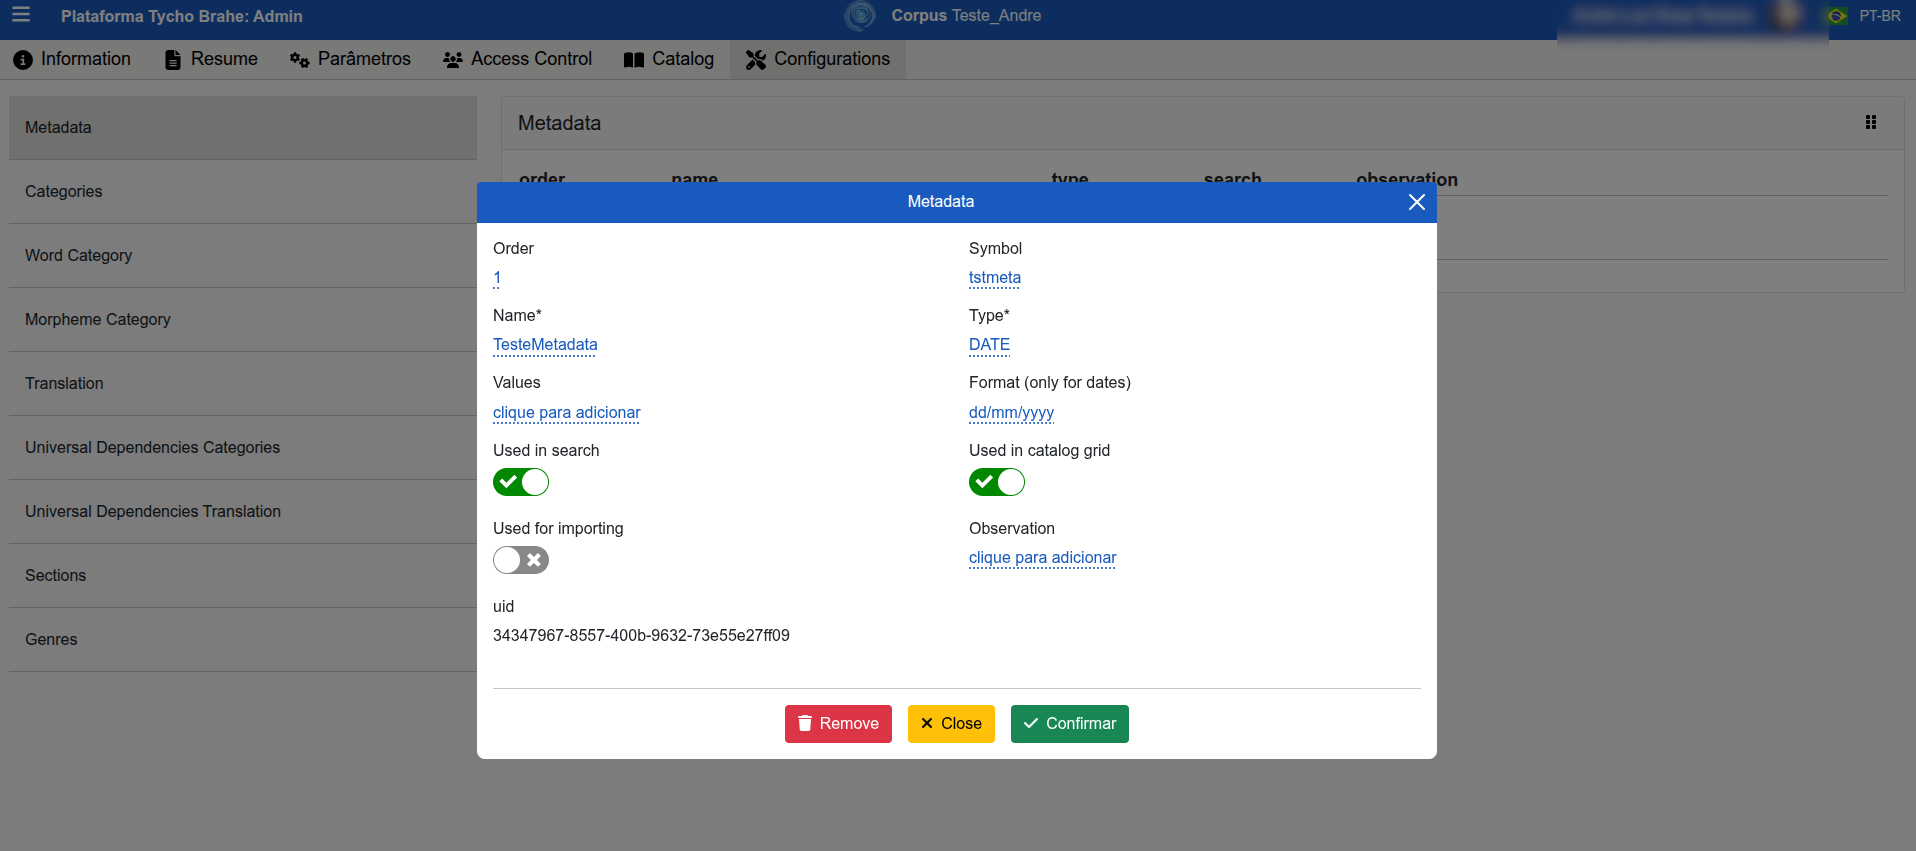 Plataforma Tycho Brahe: Admin
Corpus Teste_Andre
PT-BR
Information
Resume
Parâmetros
Access Control
Catalog
Configurations
Metadata
Categories
Word Category
Morpheme Category
Translation
Universal Dependencies Categories
Universal Dependencies Translation
Sections
Genres
Metadata
order name type search observation
Metadata
Order
1
Symbol
tstmeta
Name*
TesteMetadata
Type*
DATE
Values
clique para adicionar
Format (only for dates)
dd/mm/yyyy
Used in search
Used in catalog grid
Used for importing
Observation
clique para adicionar
uid
34347967-8557-400b-9632-73e55e27ff09
Remove
Close
Confirmar